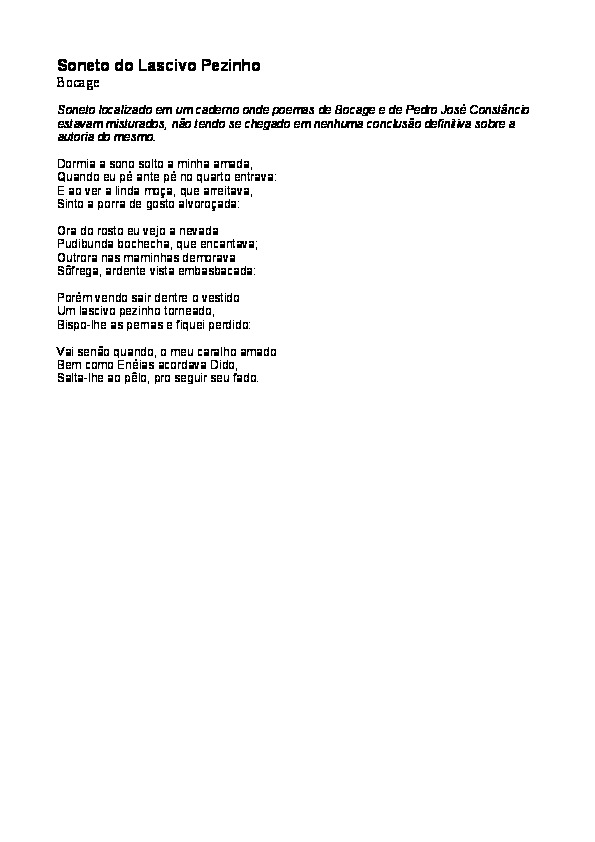 Soneto do Lascivo Pezinho
Bocage
Soneto localizado em um caderno onde poemas de Bocage e de Pedro José Constâncio
estavam misturados, não tendo se chegado em nenhuma conclusão definitiva sobre a
autoria do mesmo.
Dormia a sono solto a minha amada,
Quando eu pé ante pé no quarto entrava:
E ao ver a linda moça, que arreitava,
Sinto a porra de gosto alvoroçada:
Ora do rosto eu vejo a nevada
Pudibunda bochecha, que encantava;
Outrora nas maminhas demorava
Sôfrega, ardente vista embasbacada:
Porém vendo sair dentre o vestido
Um lascivo pezinho torneado,
Bispo-lhe as pernas e fiquei perdido:
Vai senão quando, o meu caralho amado
Bem como Enéias acordava Dido,
Salta-lhe ao pêlo, pro seguir seu fado.